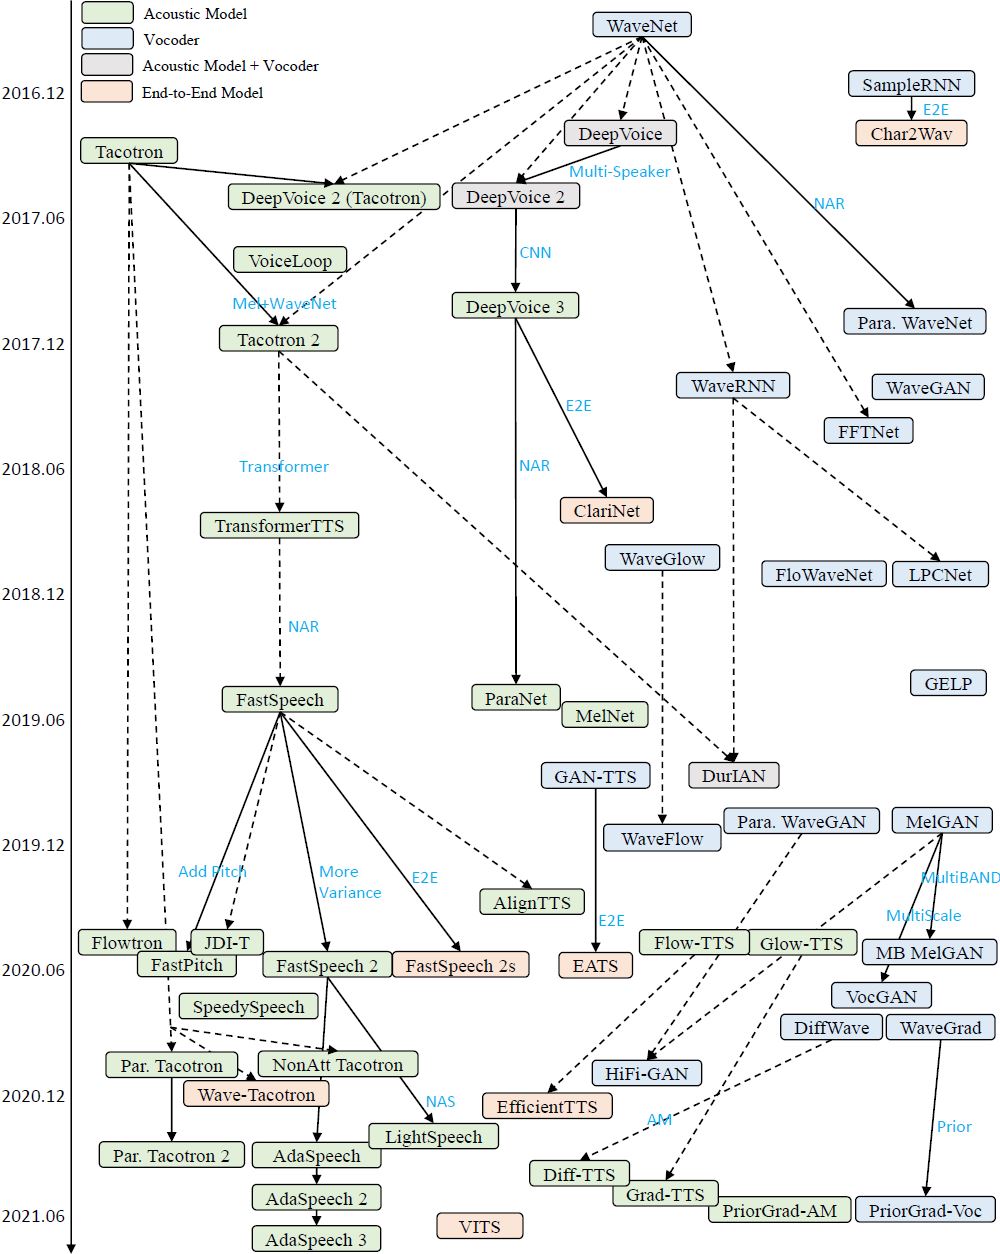 Acoustic Model
Vocoder
Acoustic Model + Vocoder
End-to-End Model
WaveNet
2016.12
SampleRNN
E2E
Char2Wav
DeepVoice
Tacotron
Multi-Speaker
DeepVoice 2 (Tacotron)
DeepVoice 2
NAR
2017.06
VoiceLoop
CNN
Mel+WaveNet
DeepVoice 3
Para. WaveNet
Tacotron 2
2017.12
WaveRNN
WaveGAN
E2E
FFTNet
Transformer
NAR
2018.06
ClariNet
TransformerTTS
WaveGlow
FloWaveNet
LPCNet
2018.12
NAR
GELP
FastSpeech
ParaNet
MelNet
2019.06
GAN-TTS
DurIAN
Para. WaveGAN
MelGAN
WaveFlow
2019.12
Add Pitch
More
Variance
E2E
MultiBAND
AlignTTS
MultiScale
E2E
Flowtron
JDI-T
Flow-TTS
Glow-TTS
MB MelGAN
FastPitch
FastSpeech 2
FastSpeech 2s
EATS
2020.06
VocGAN
SpeedySpeech
DiffWave
WaveGrad
Par. Tacotron
NonAtt Tacotron
HiFi-GAN
Wave-Tacotron
2020.12
NAS
EfficientTTS
AM
Prior
LightSpeech
Par. Tacotron 2
AdaSpeech
Diff-TTS
Grad-TTS
AdaSpeech 2
PriorGrad-AM
PriorGrad-Voc
2021.06
VITS
AdaSpeech 3